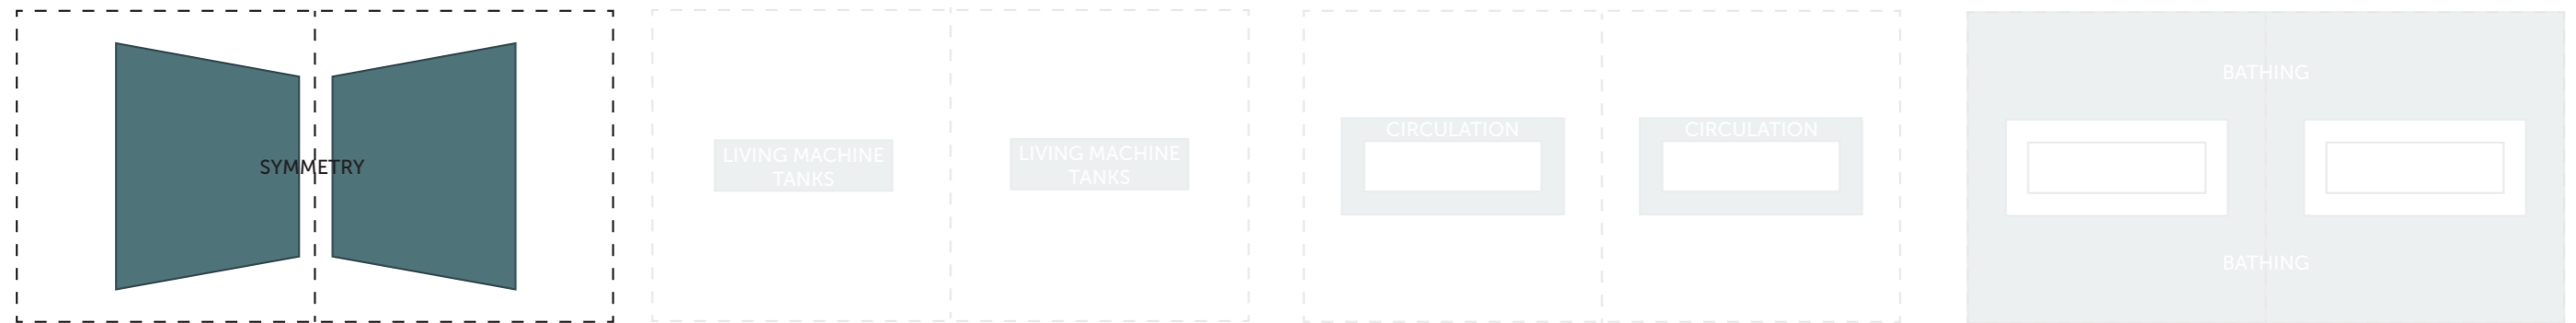 SYMMETRY
LIVING MACHINE
TANKS
LIVING MACHINE
TANKS
CIRCULATION
CIRCULATION
BATHING
BATHING